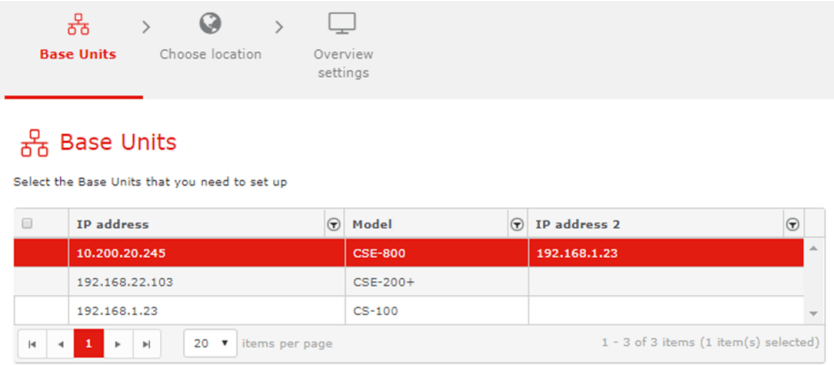 Base Units
Choose location
Overview
settings
Base Units
Select the Base Units that you need to set up
IP address Model IP address 2
10.200.20.245 CSE-800 192.168.1.23
192.168.22.103 CSE-200+
192.168.1.23 CS-100
1 20 items per page 1 - 3 of 3 items (1 item(s) selected)